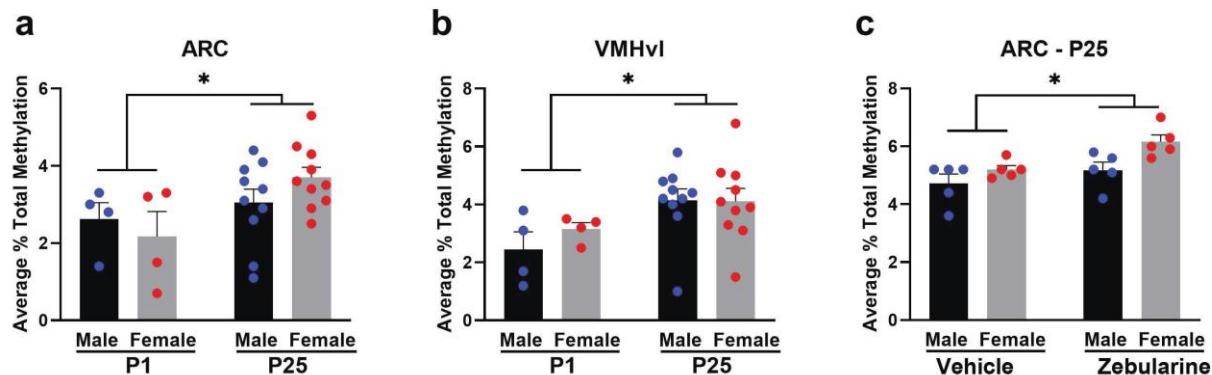 a
ARC
*
Average % Total Methylation
6
4
2
0
Male Female Male Female
P1 P25
b
VMHvl
*
Average % Total Methylation
8
6
4
2
0
Male Female Male Female
P1 P25
c
ARC - P25
*
Average % Total Methylation
8
6
4
2
0
Male Female Male Female
Vehicle Zebularine